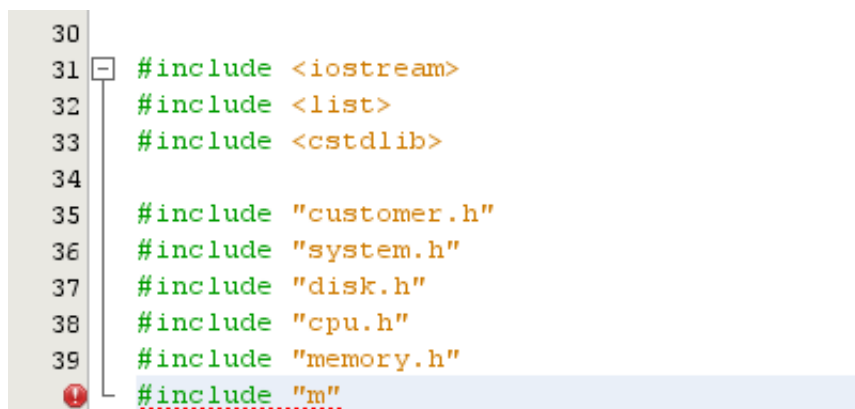 30
31 #include <iostream>
32 #include <list>
33 #include <cstdlib>
34
35 #include "customer.h"
36 #include "system.h"
37 #include "disk.h"
38 #include "cpu.h"
39 #include "memory.h"
#include "m"